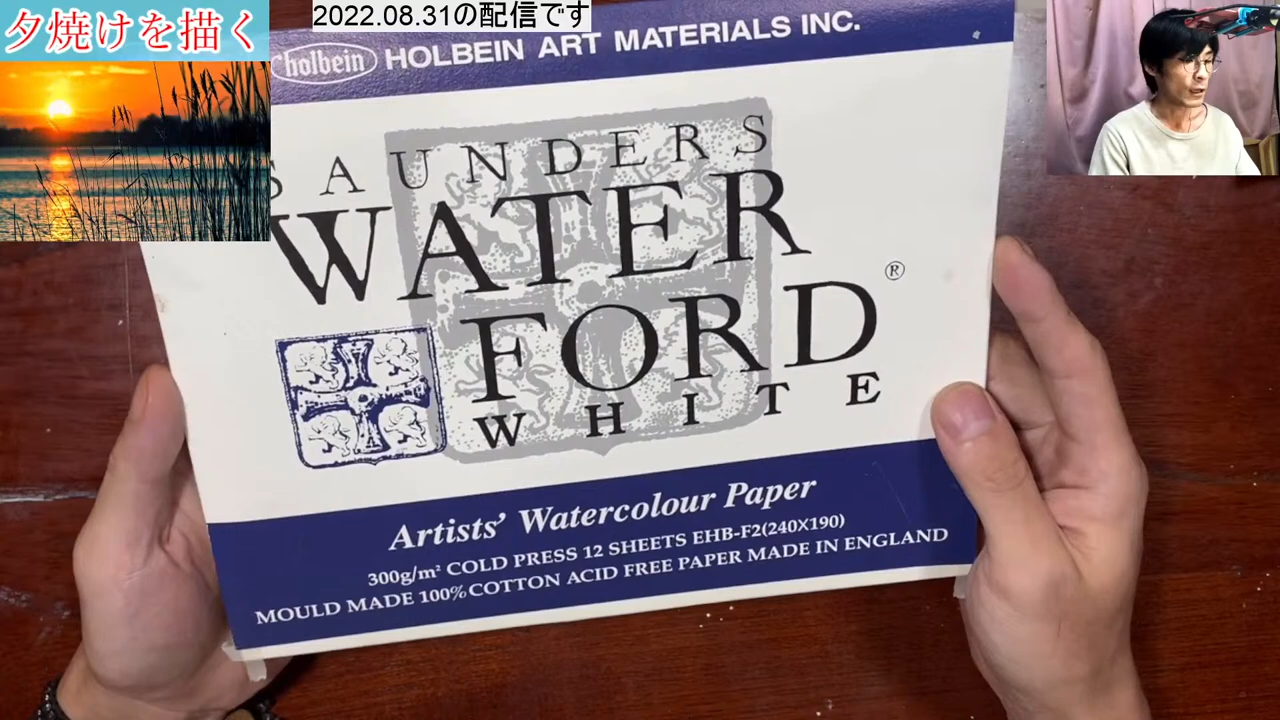 夕焼けを描く
2022.08.31の配信です
holbein HOLBEIN ART MATERIALS INC.
SAUNDERS
WATER
FORD®
WHITE
Artists' Watercolour Paper
300g/m² COLD PRESS 12 SHEETS EHB-F2(240X190)
MOULD MADE 100% COTTON ACID FREE PAPER MADE IN ENGLAND